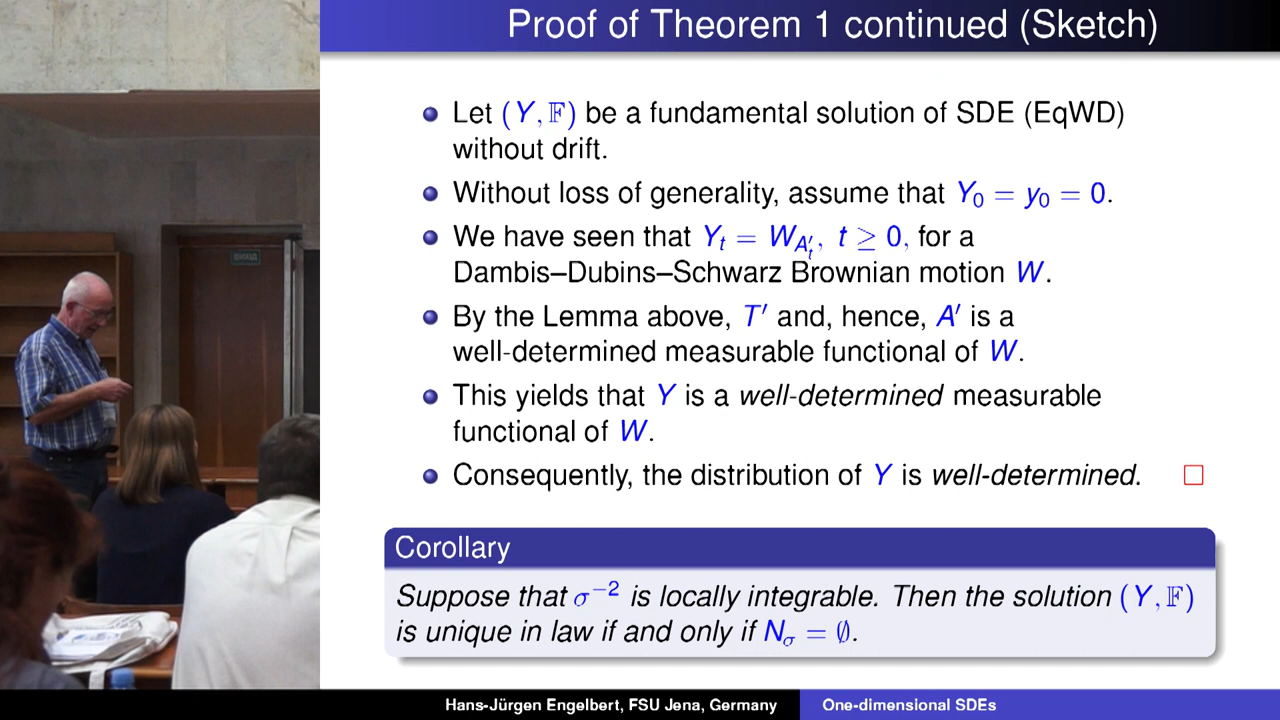 Proof of Theorem 1 continued (Sketch)
Let (Y, 𝔽) be a fundamental solution of SDE (EqWD)
without drift.
Without loss of generality, assume that Y₀ = y₀ = 0.
We have seen that Y_t = W_{A′_t}, t ≥ 0, for a
Dambis–Dubins–Schwarz Brownian motion W.
By the Lemma above, T′ and, hence, A′ is a
well-determined measurable functional of W.
This yields that Y is a well-determined measurable
functional of W.
Consequently, the distribution of Y is well-determined. □
Corollary
Suppose that σ⁻² is locally integrable. Then the solution (Y, 𝔽)
is unique in law if and only if N_σ = ∅.
Hans-Jürgen Engelbert, FSU Jena, Germany
One-dimensional SDEs